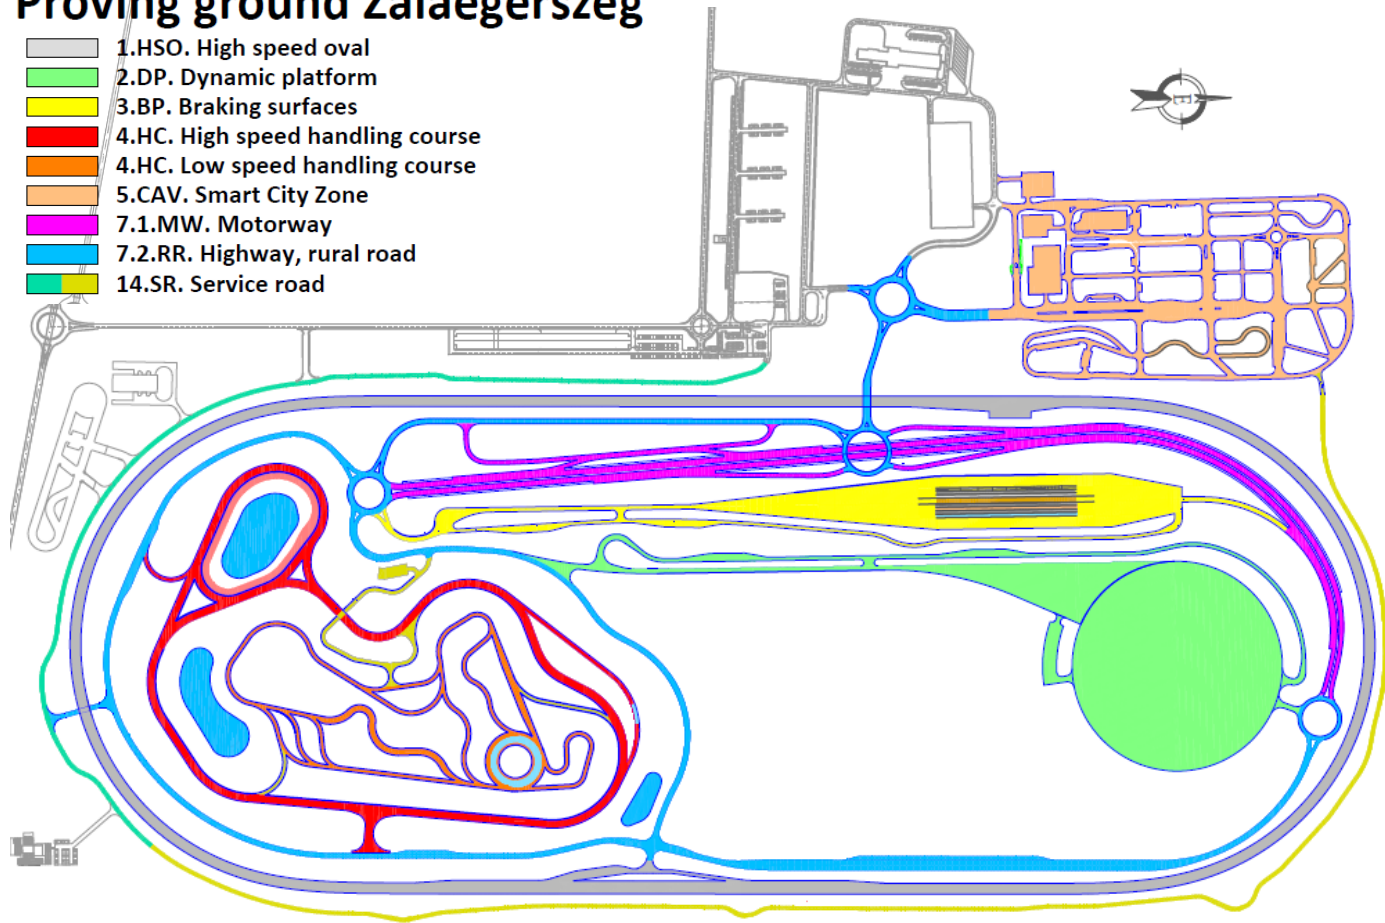 Proving ground Zalaegerszeg
1.HSO. High speed oval
2.DP. Dynamic platform
3.BP. Braking surfaces
4.HC. High speed handling course
4.HC. Low speed handling course
5.CAV. Smart City Zone
7.1.MW. Motorway
7.2.RR. Highway, rural road
14.SR. Service road